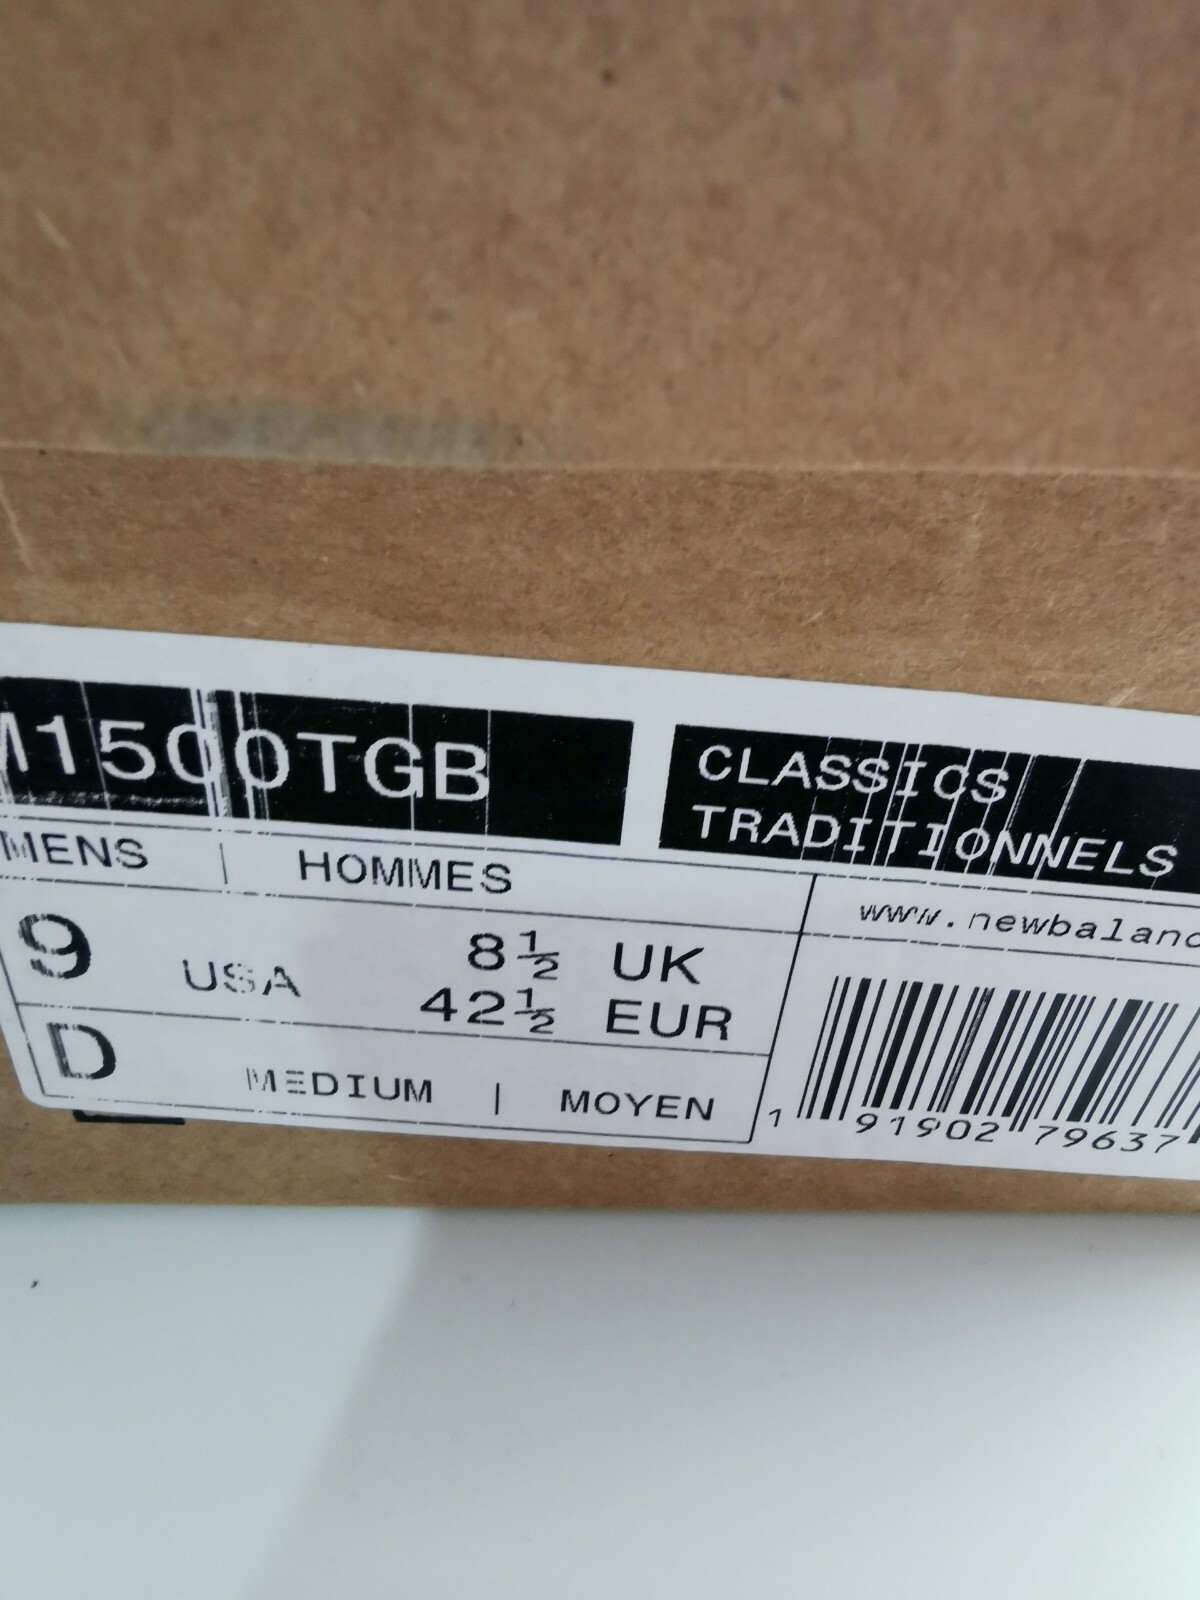 M1500TGB
CLASSICS
TRADITIONNELS
MENS | HOMMES
www.newbalanc
9 USA 8½ UK
42½ EUR
D MEDIUM | MOYEN
1 91902 79637